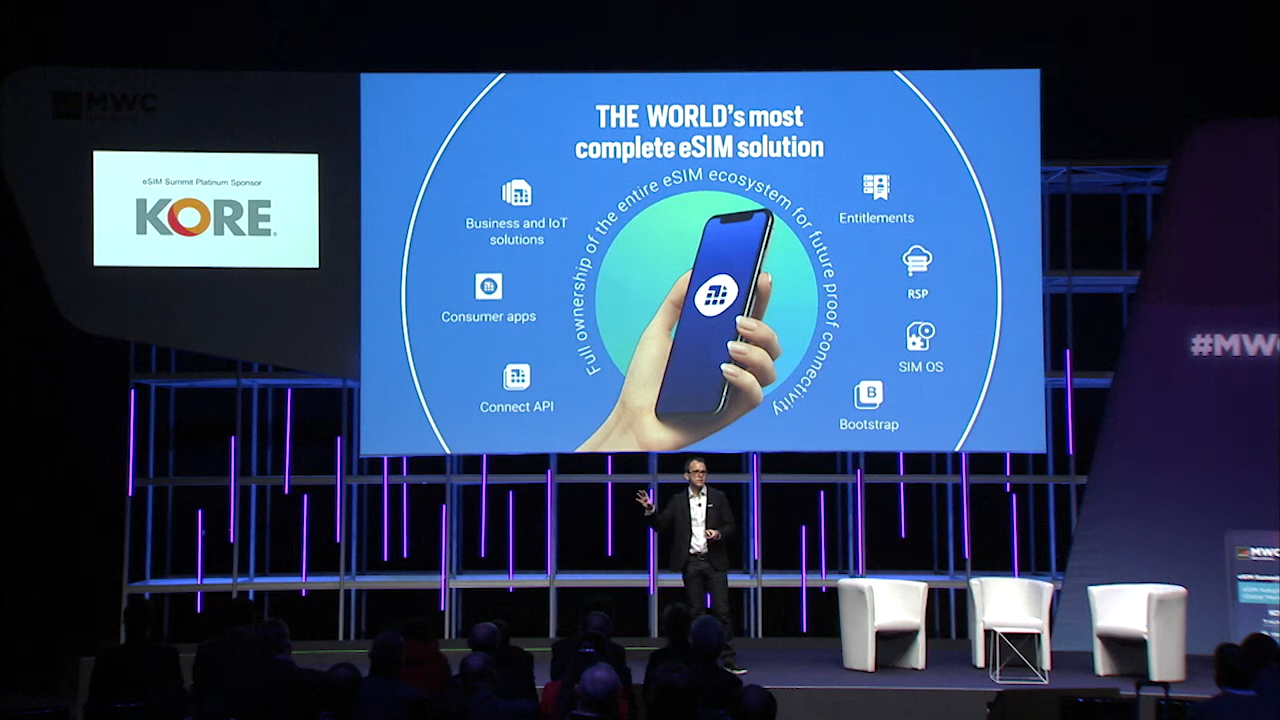 MWC
eSIM Summit Platinum Sponsor
KORE
THE WORLD's most
complete eSIM solution
Full ownership of the entire eSIM ecosystem for future proof connectivity
Business and IoT
solutions
Consumer apps
Connect API
Entitlements
RSP
SIM OS
B
Bootstrap
#MW
MWC